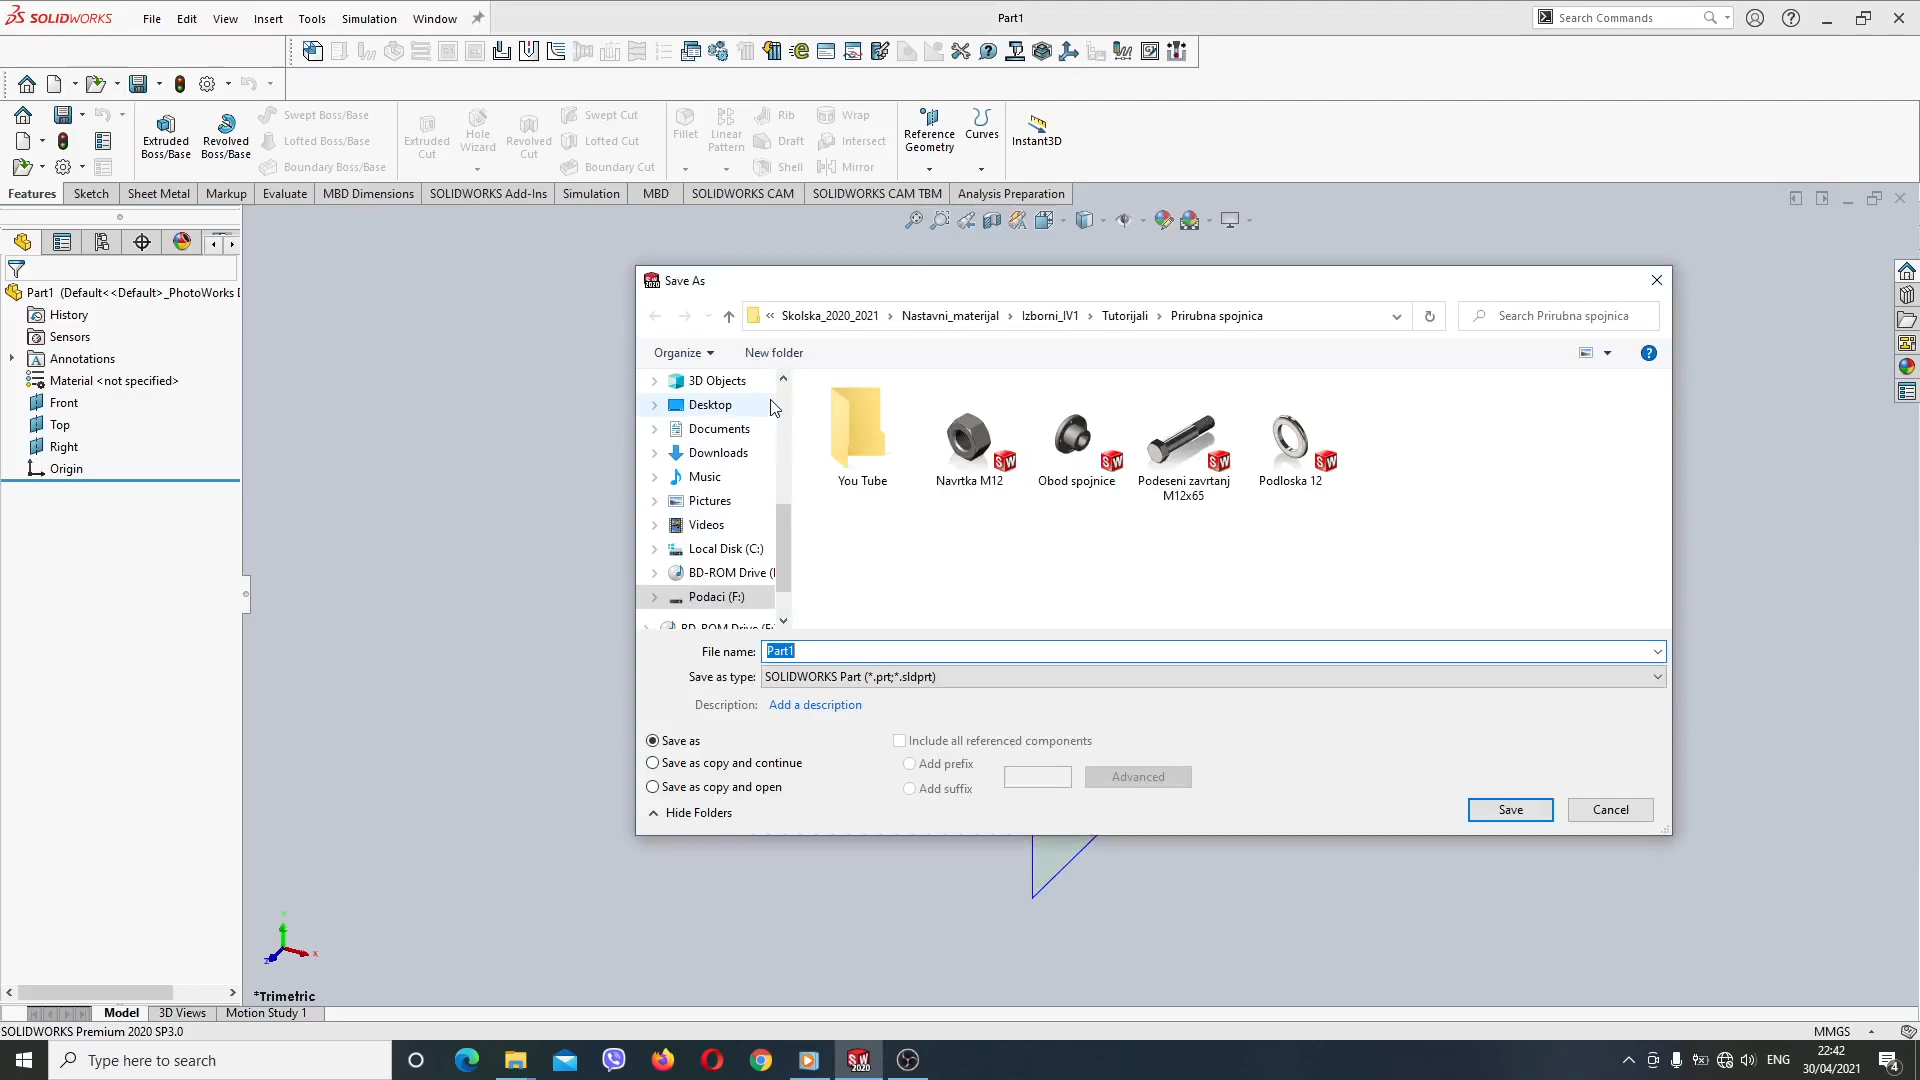 SOLIDWORKS File Edit View Insert Tools Simulation Window Part1 Search Commands
Extruded Boss/Base
Revolved Boss/Base
Swept Boss/Base
Lofted Boss/Base
Boundary Boss/Base
Extruded Cut
Hole Wizard
Revolved Cut
Swept Cut
Lofted Cut
Boundary Cut
Fillet
Linear Pattern
Rib
Draft
Shell
Wrap
Intersect
Mirror
Reference Geometry
Curves
Instant3D
Features Sketch Sheet Metal Markup Evaluate MBD Dimensions SOLIDWORKS Add-Ins Simulation MBD SOLIDWORKS CAM SOLIDWORKS CAM TBM Analysis Preparation
Part1 (Default<<Default>_PhotoWorks
History
Sensors
Annotations
Material <not specified>
Front
Top
Right
Origin
Save As
« Skolska_2020_2021 › Nastavni_materijal › Izborni_IV1 › Tutorijali › Prirubna spojnica
Search Prirubna spojnica
Organize New folder
3D Objects
Desktop
Documents
Downloads
Music
Pictures
Videos
Local Disk (C:)
BD-ROM Drive (
Podaci (F:)
You Tube
Navrtka M12
Obod spojnice
Podeseni zavrtanj M12x65
Podloska 12
File name: Part1
Save as type: SOLIDWORKS Part (*.prt;*.sldprt)
Description: Add a description
Save as
Save as copy and continue
Save as copy and open
Include all referenced components
Add prefix
Add suffix
Advanced
Hide Folders
Save Cancel
*Trimetric
Model 3D Views Motion Study 1
SOLIDWORKS Premium 2020 SP3.0
MMGS
Type here to search
ENG
22:42
30/04/2021
4